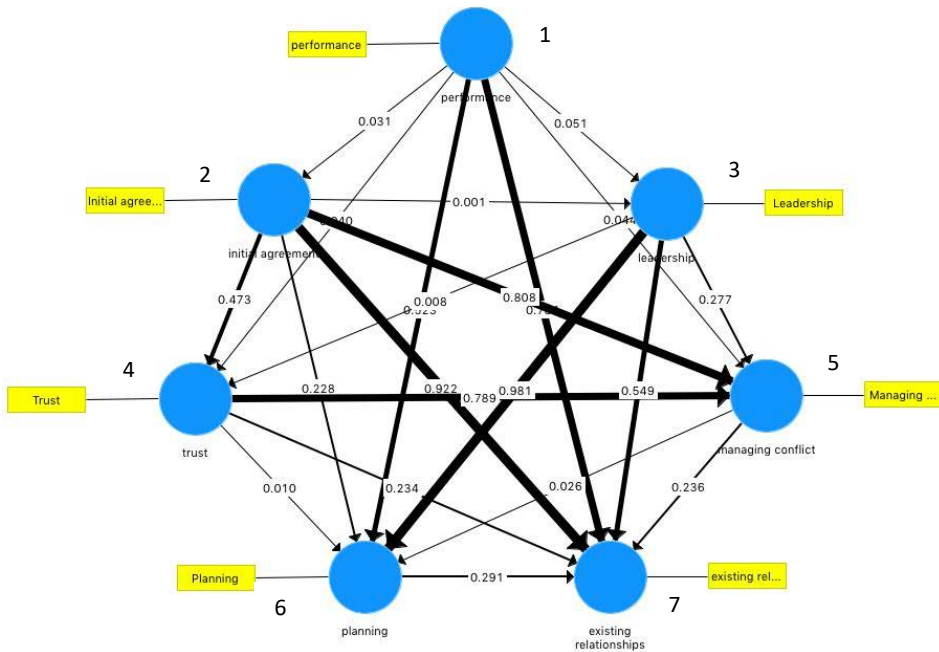 1
performance
performance
0.031
0.051
2
3
Initial agree...
0.001
Leadership
initial agreement
leadership
0.473
0.008
0.808
0.277
4
5
Trust
0.228
0.922
0.789
0.981
0.549
Managing ...
trust
managing conflict
0.010
0.234
0.026
0.236
Planning
0.291
existing rel...
6
7
planning
existing
relationships